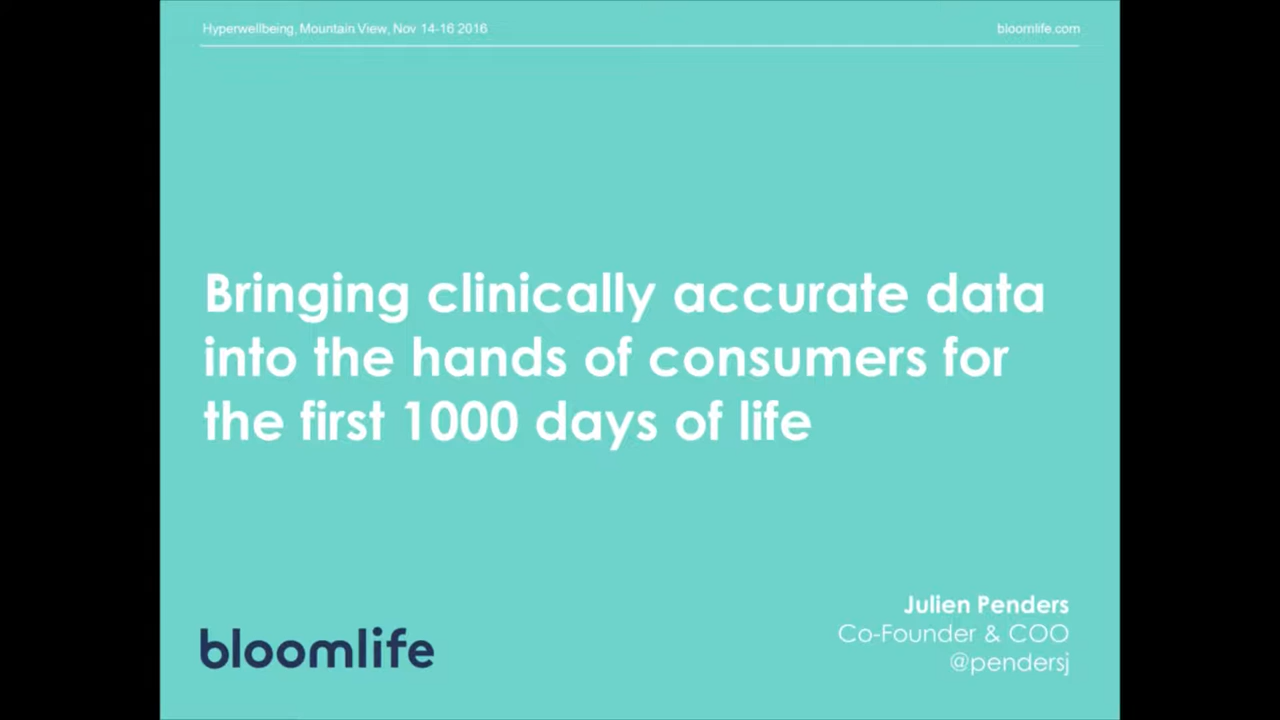 Hyperwellbeing, Mountain View, Nov 14-16 2016
bloomlife.com
Bringing clinically accurate data
into the hands of consumers for
the first 1000 days of life
Julien Penders
Co-Founder & COO
@pendersj
bloomlife